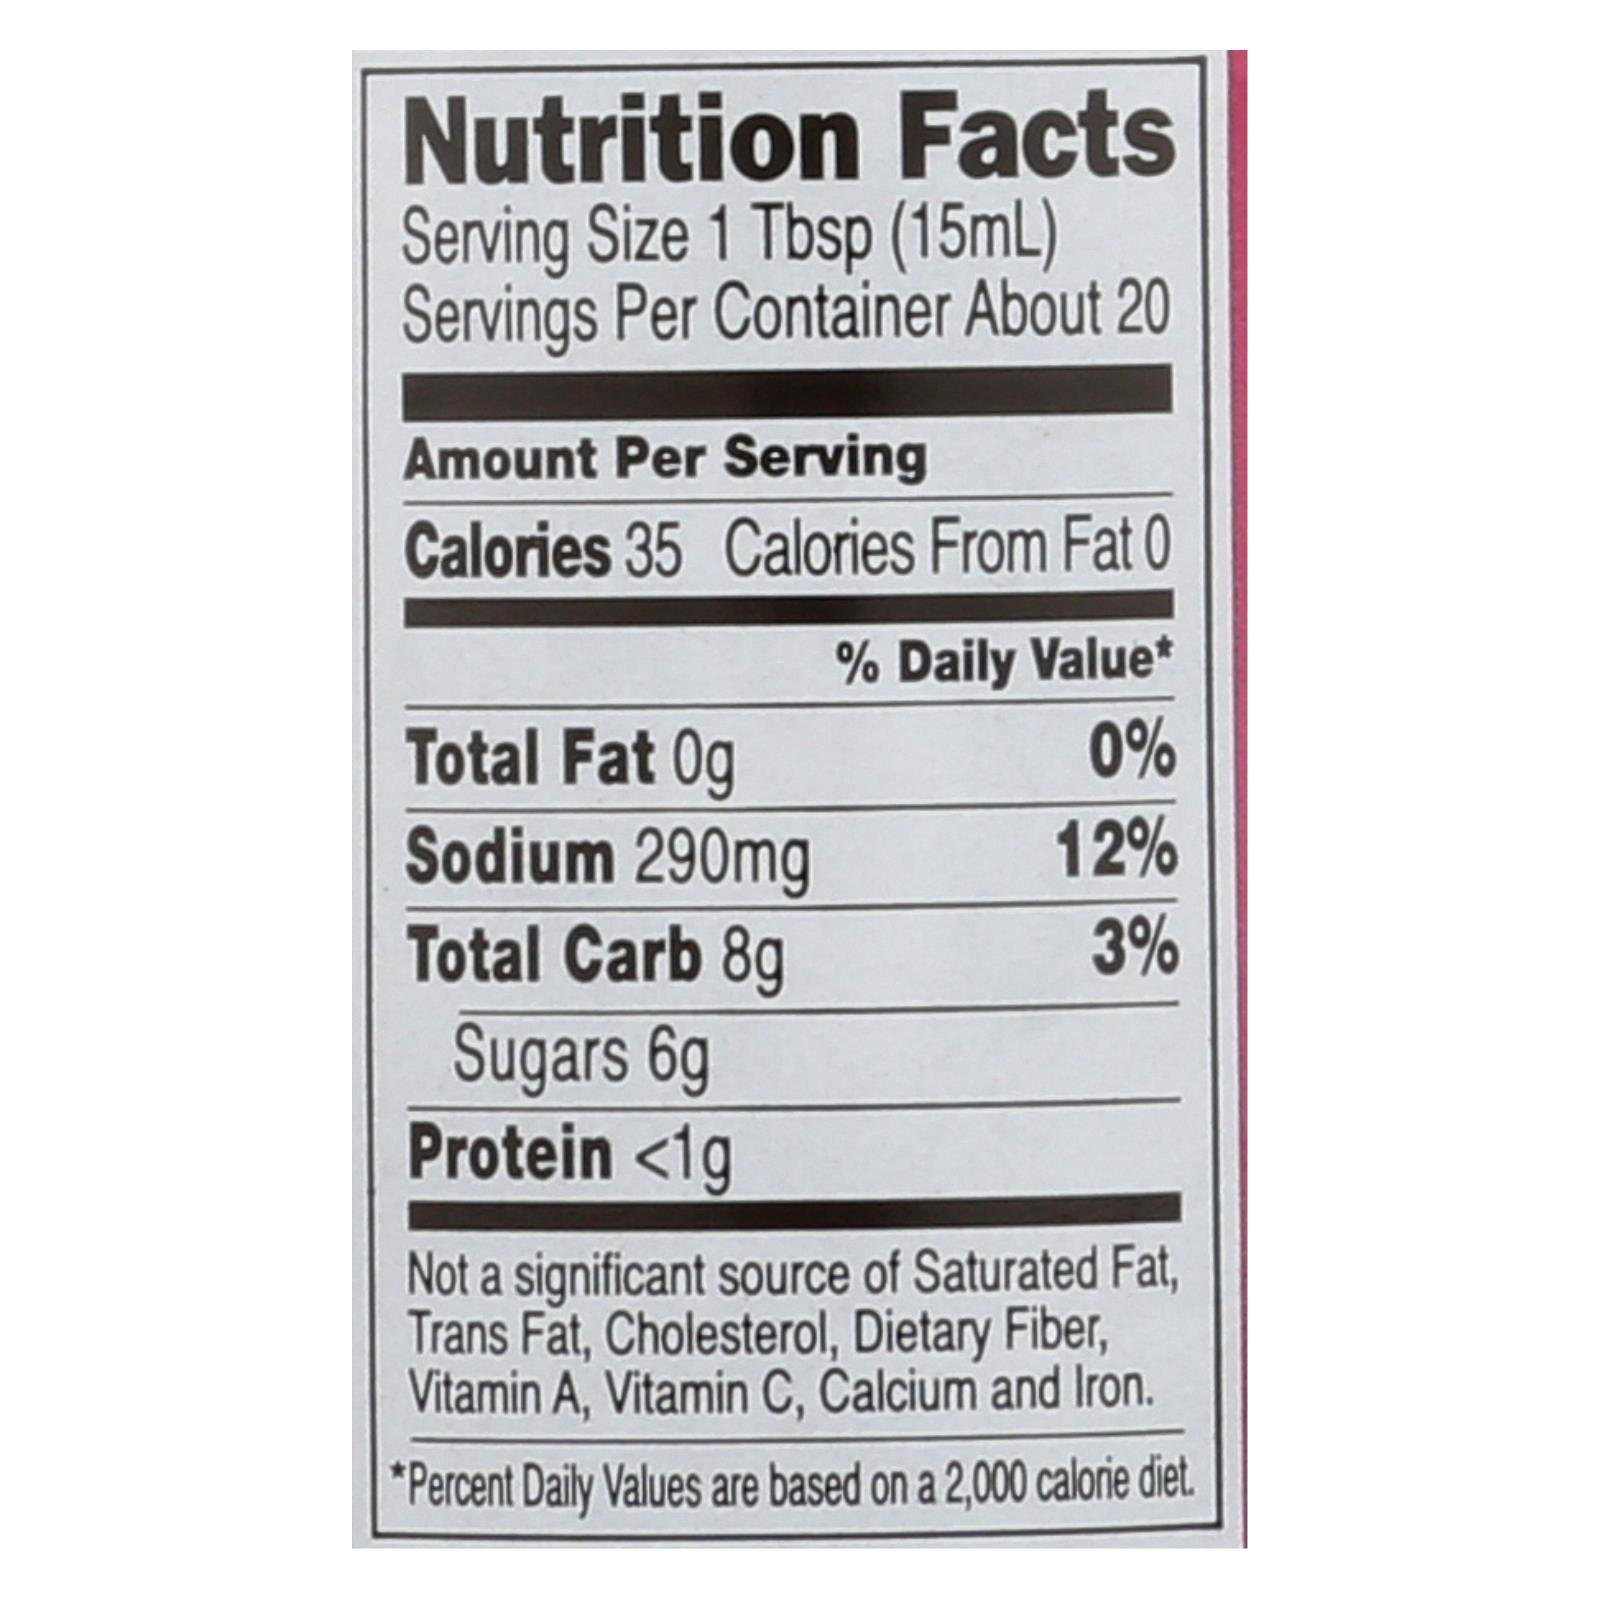 Nutrition Facts
Serving Size 1 Tbsp (15mL)
Servings Per Container About 20
Amount Per Serving
Calories 35 Calories From Fat 0
% Daily Value*
Total Fat 0g 0%
Sodium 290mg 12%
Total Carb 8g 3%
Sugars 6g
Protein <1g
Not a significant source of Saturated Fat,
Trans Fat, Cholesterol, Dietary Fiber,
Vitamin A, Vitamin C, Calcium and Iron.
*Percent Daily Values are based on a 2,000 calorie diet.